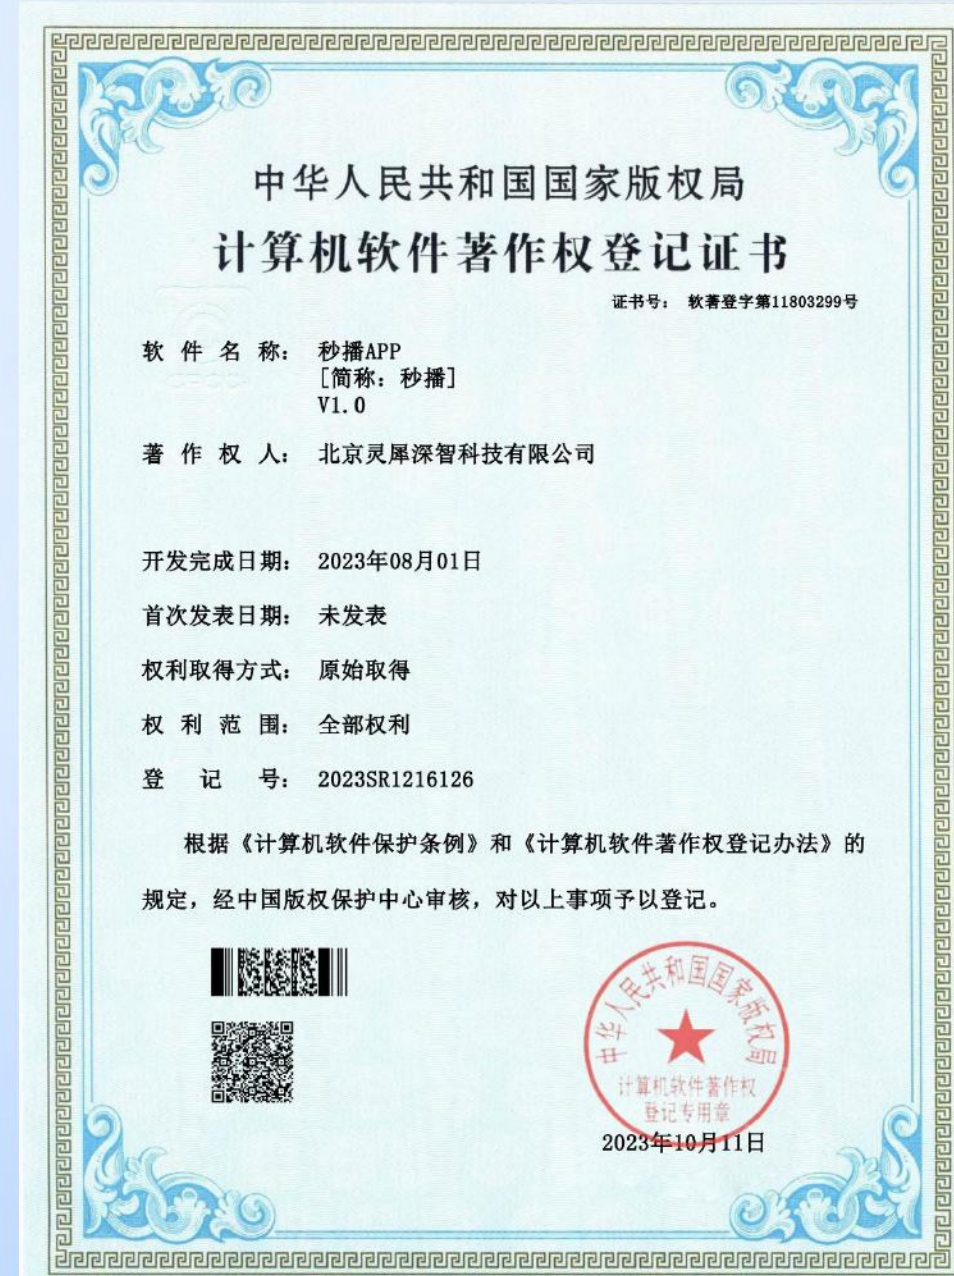 中华人民共和国国家版权局
计算机软件著作权登记证书
证书号： 软著登字第11803299号
软件名称： 秒播APP
[简称：秒播]
V1.0
著作权人： 北京灵犀深智科技有限公司
开发完成日期： 2023年08月01日
首次发表日期： 未发表
权利取得方式： 原始取得
权利范围： 全部权利
登记号： 2023SR1216126
根据《计算机软件保护条例》和《计算机软件著作权登记办法》的
规定，经中国版权保护中心审核，对以上事项予以登记。
中华人民共和国国家版权局
计算机软件著作权
登记专用章
2023年10月11日